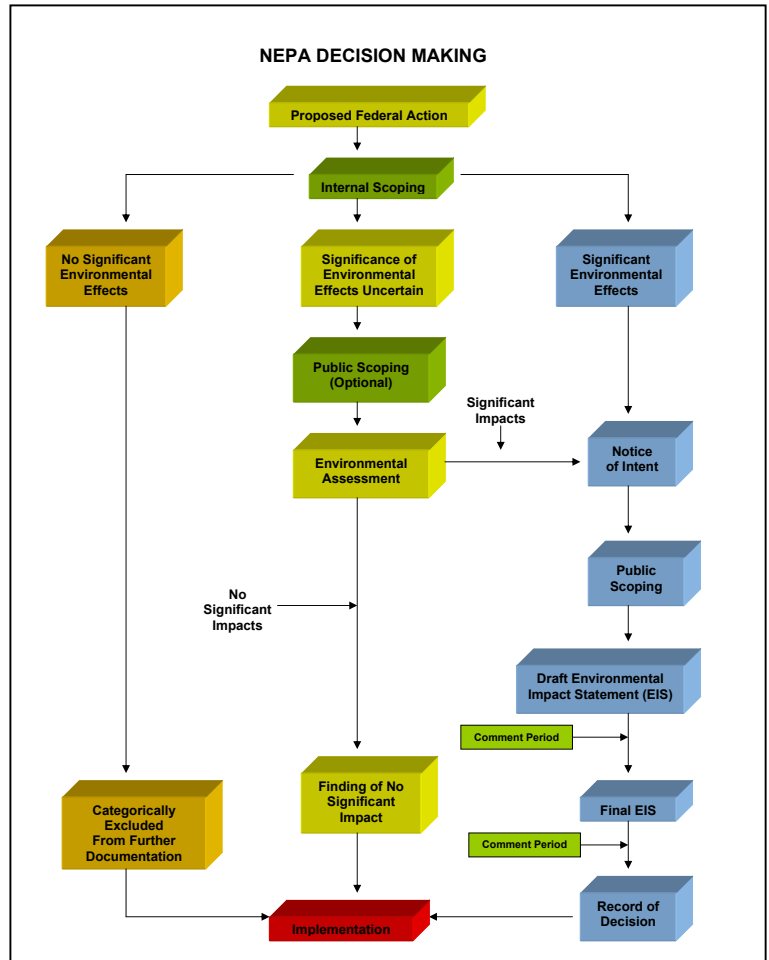 NEPA DECISION MAKING
Proposed Federal Action
Internal Scoping
No Significant
Environmental
Effects
Significance of
Environmental
Effects Uncertain
Significant
Environmental
Effects
Public Scoping
(Optional)
Significant
Impacts
Environmental
Assessment
Notice
of Intent
Public
Scoping
No
Significant
Impacts
Draft Environmental
Impact Statement (EIS)
Comment Period
Categorically
Excluded
From Further
Documentation
Finding of No
Significant
Impact
Final EIS
Comment Period
Record of
Decision
Implementation